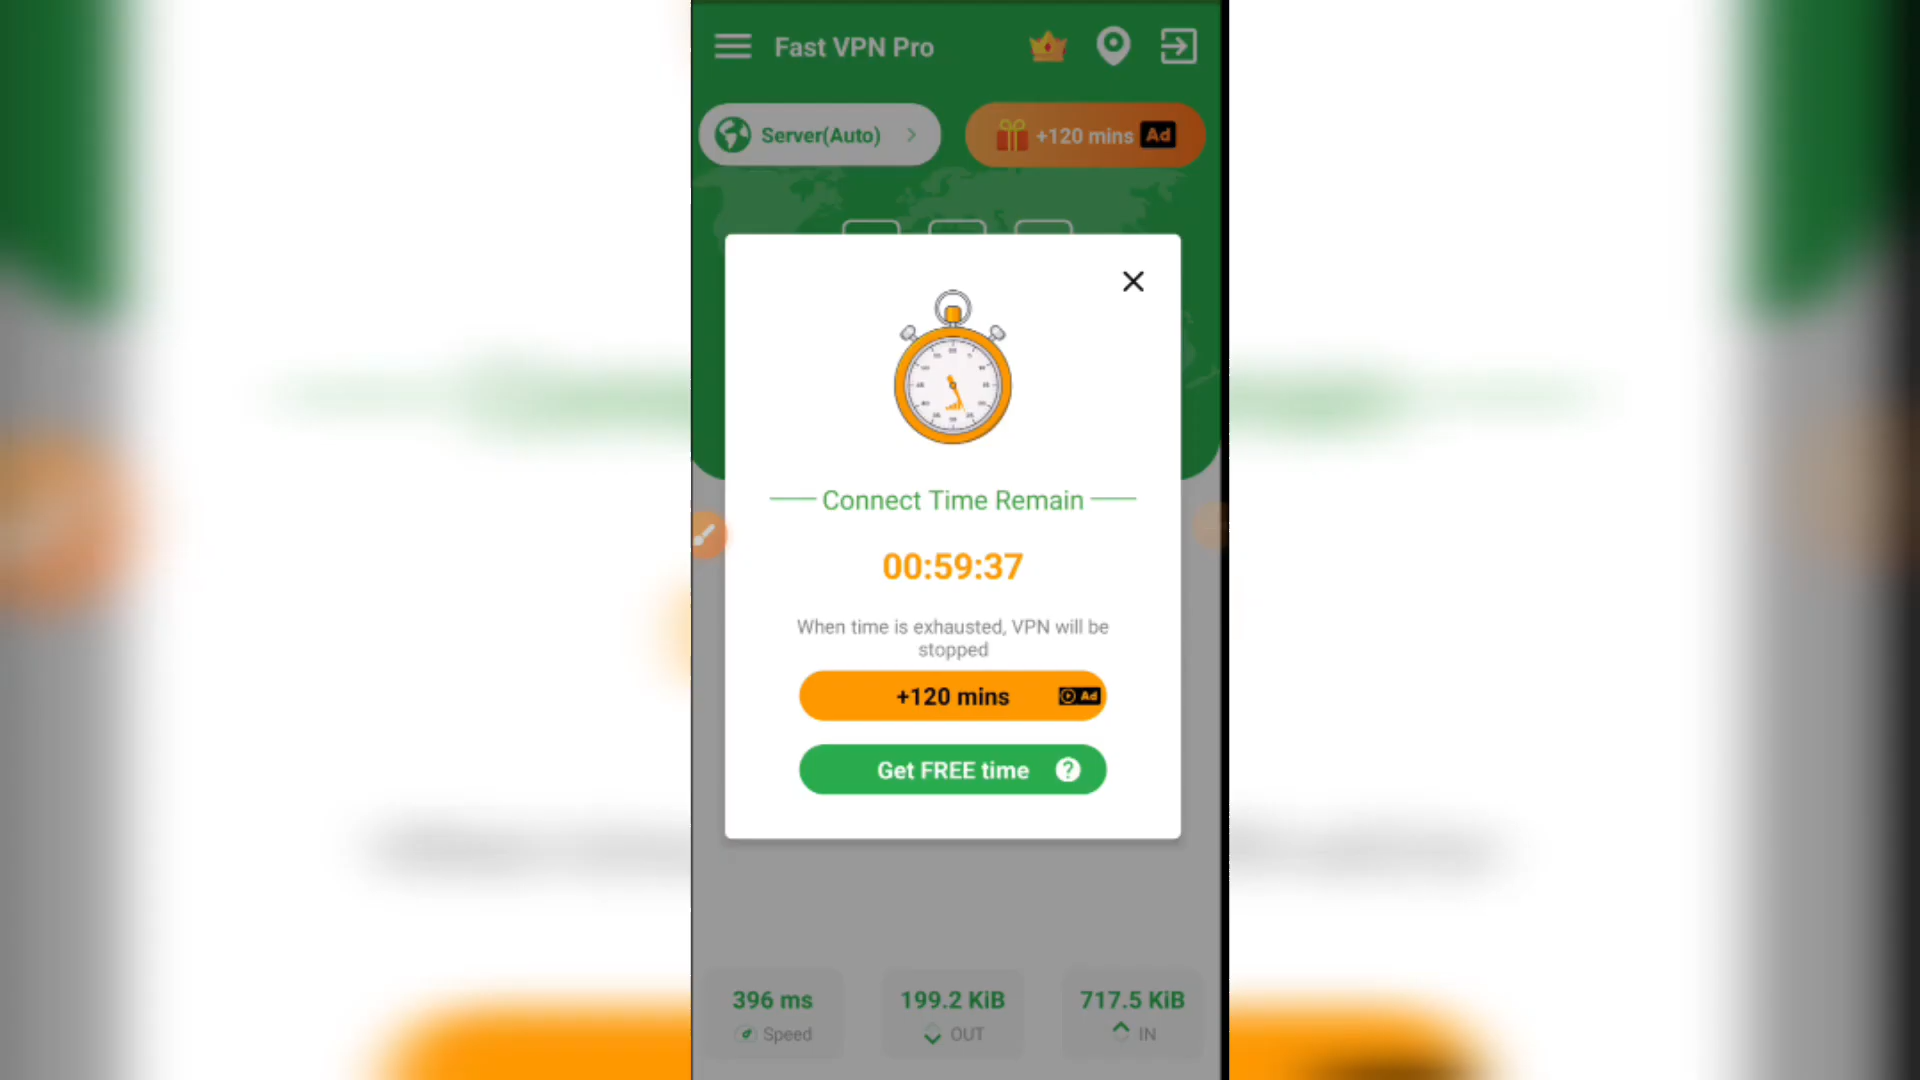 Fast VPN Pro
Server(Auto)
+120 mins Ad
Connect Time Remain
00:59:37
When time is exhausted, VPN will be
stopped
+120 mins Ad
Get FREE time ?
396 ms
Speed
199.2 KiB
OUT
717.5 KiB
IN